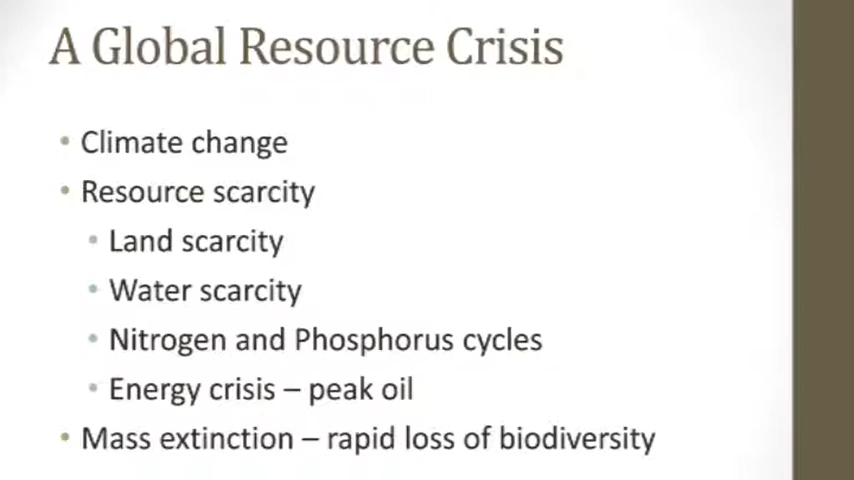 A Global Resource Crisis
• Climate change
• Resource scarcity
• Land scarcity
• Water scarcity
• Nitrogen and Phosphorus cycles
• Energy crisis – peak oil
• Mass extinction – rapid loss of biodiversity